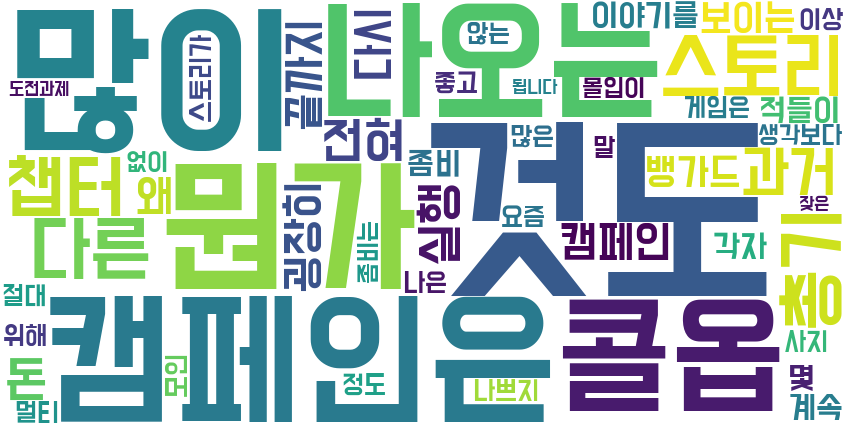 많이
나오는
않는
이야기를
보이는
이상
스토리
스토리가
끝까지
다시
도전과제
좋고
됩니다
몰입이
게임은
적들이
전혀
많은
말
생각보다
것도
챕터
없이
왜
뭔가
좀비
뱅가드
과거
잦은
다른
굉장히
좀비는
실행
요즘
캠페인
각자
총기
나은
절대
위해
캠페인은
콜옵
사지
돈
모인
정도
나쁘지
몇
멀티
계속